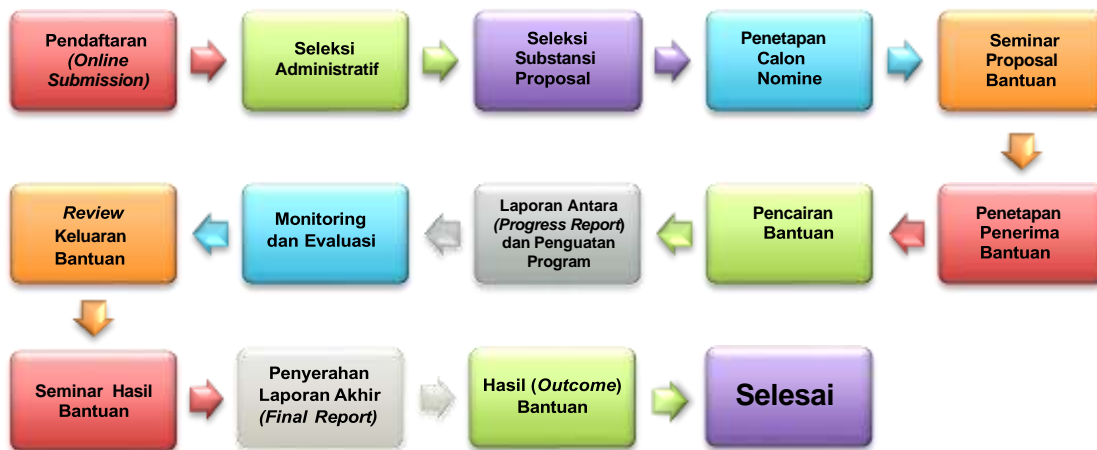 Pendaftaran
(Online
Submission)
Seleksi
Administratif
Seleksi
Substansi
Proposal
Penetapan
Calon
Nomine
Seminar
Proposal
Bantuan
Penetapan
Penerima
Bantuan
Pencairan
Bantuan
Laporan Antara
(Progress Report)
dan Penguatan
Program
Monitoring
dan Evaluasi
Review
Keluaran
Bantuan
Seminar Hasil
Bantuan
Penyerahan
Laporan Akhir
(Final Report)
Hasil (Outcome)
Bantuan
Selesai